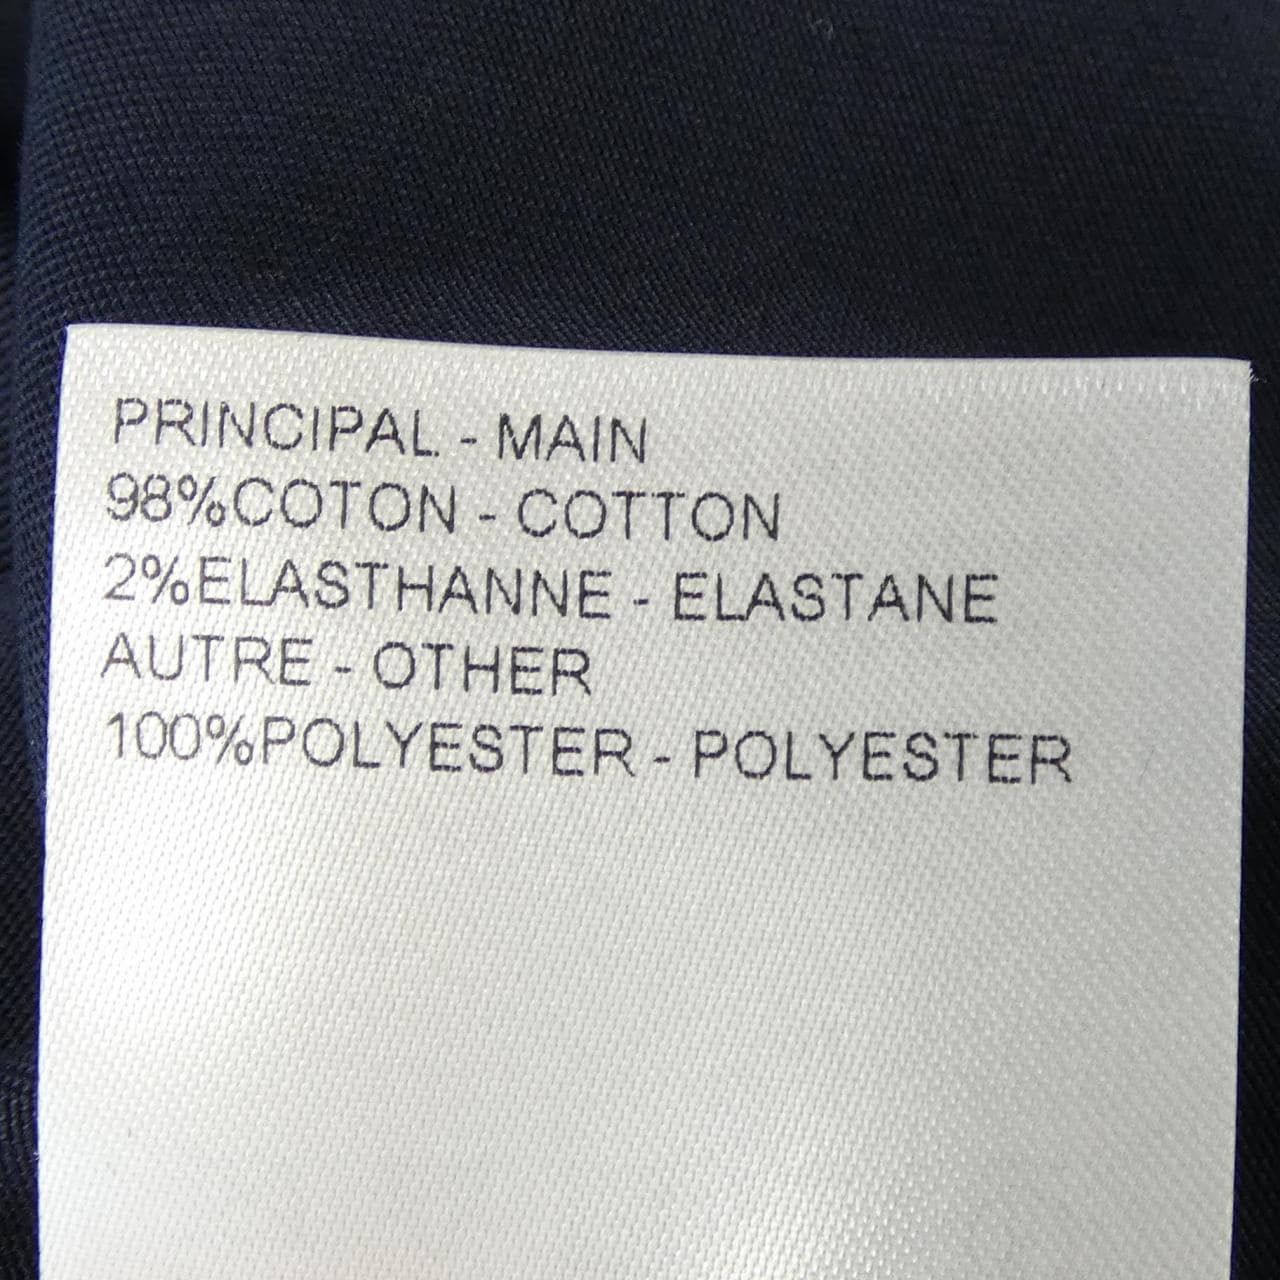 PRINCIPAL - MAIN
98%COTON - COTTON
2%ELASTHANNE - ELASTANE
AUTRE - OTHER
100%POLYESTER - POLYESTER